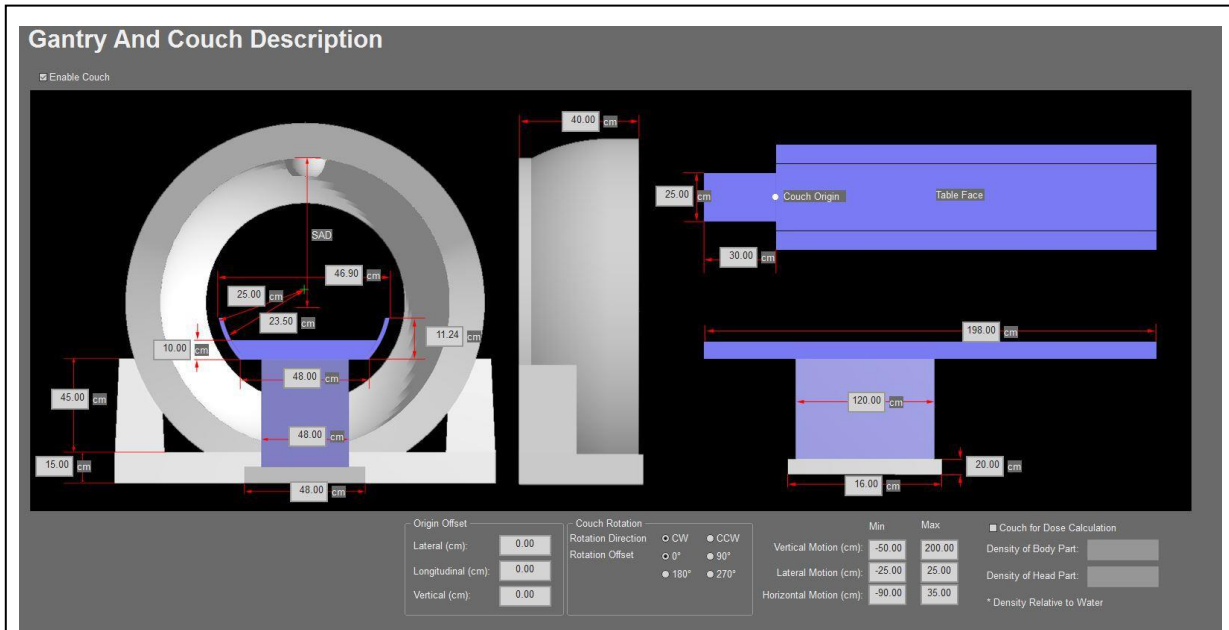 Gantry And Couch Description
Enable Couch
40.00 cm
25.00 cm
Couch Origin
Table Face
SAD
30.00 cm
46.90 cm
25.00 cm
23.50 cm
11.24 cm
10.00 cm
198.00 cm
48.00 cm
45.00 cm
120.00 cm
48.00 cm
15.00 cm
20.00 cm
48.00 cm
16.00 cm
Origin Offset
Lateral (cm): 0.00
Longitudinal (cm): 0.00
Vertical (cm): 0.00
Couch Rotation
Rotation Direction CW CCW
Rotation Offset 0° 90°
180° 270°
Min Max
Vertical Motion (cm): -50.00 200.00
Lateral Motion (cm): -25.00 25.00
Horizontal Motion (cm): -90.00 35.00
Couch for Dose Calculation
Density of Body Part:
Density of Head Part:
* Density Relative to Water